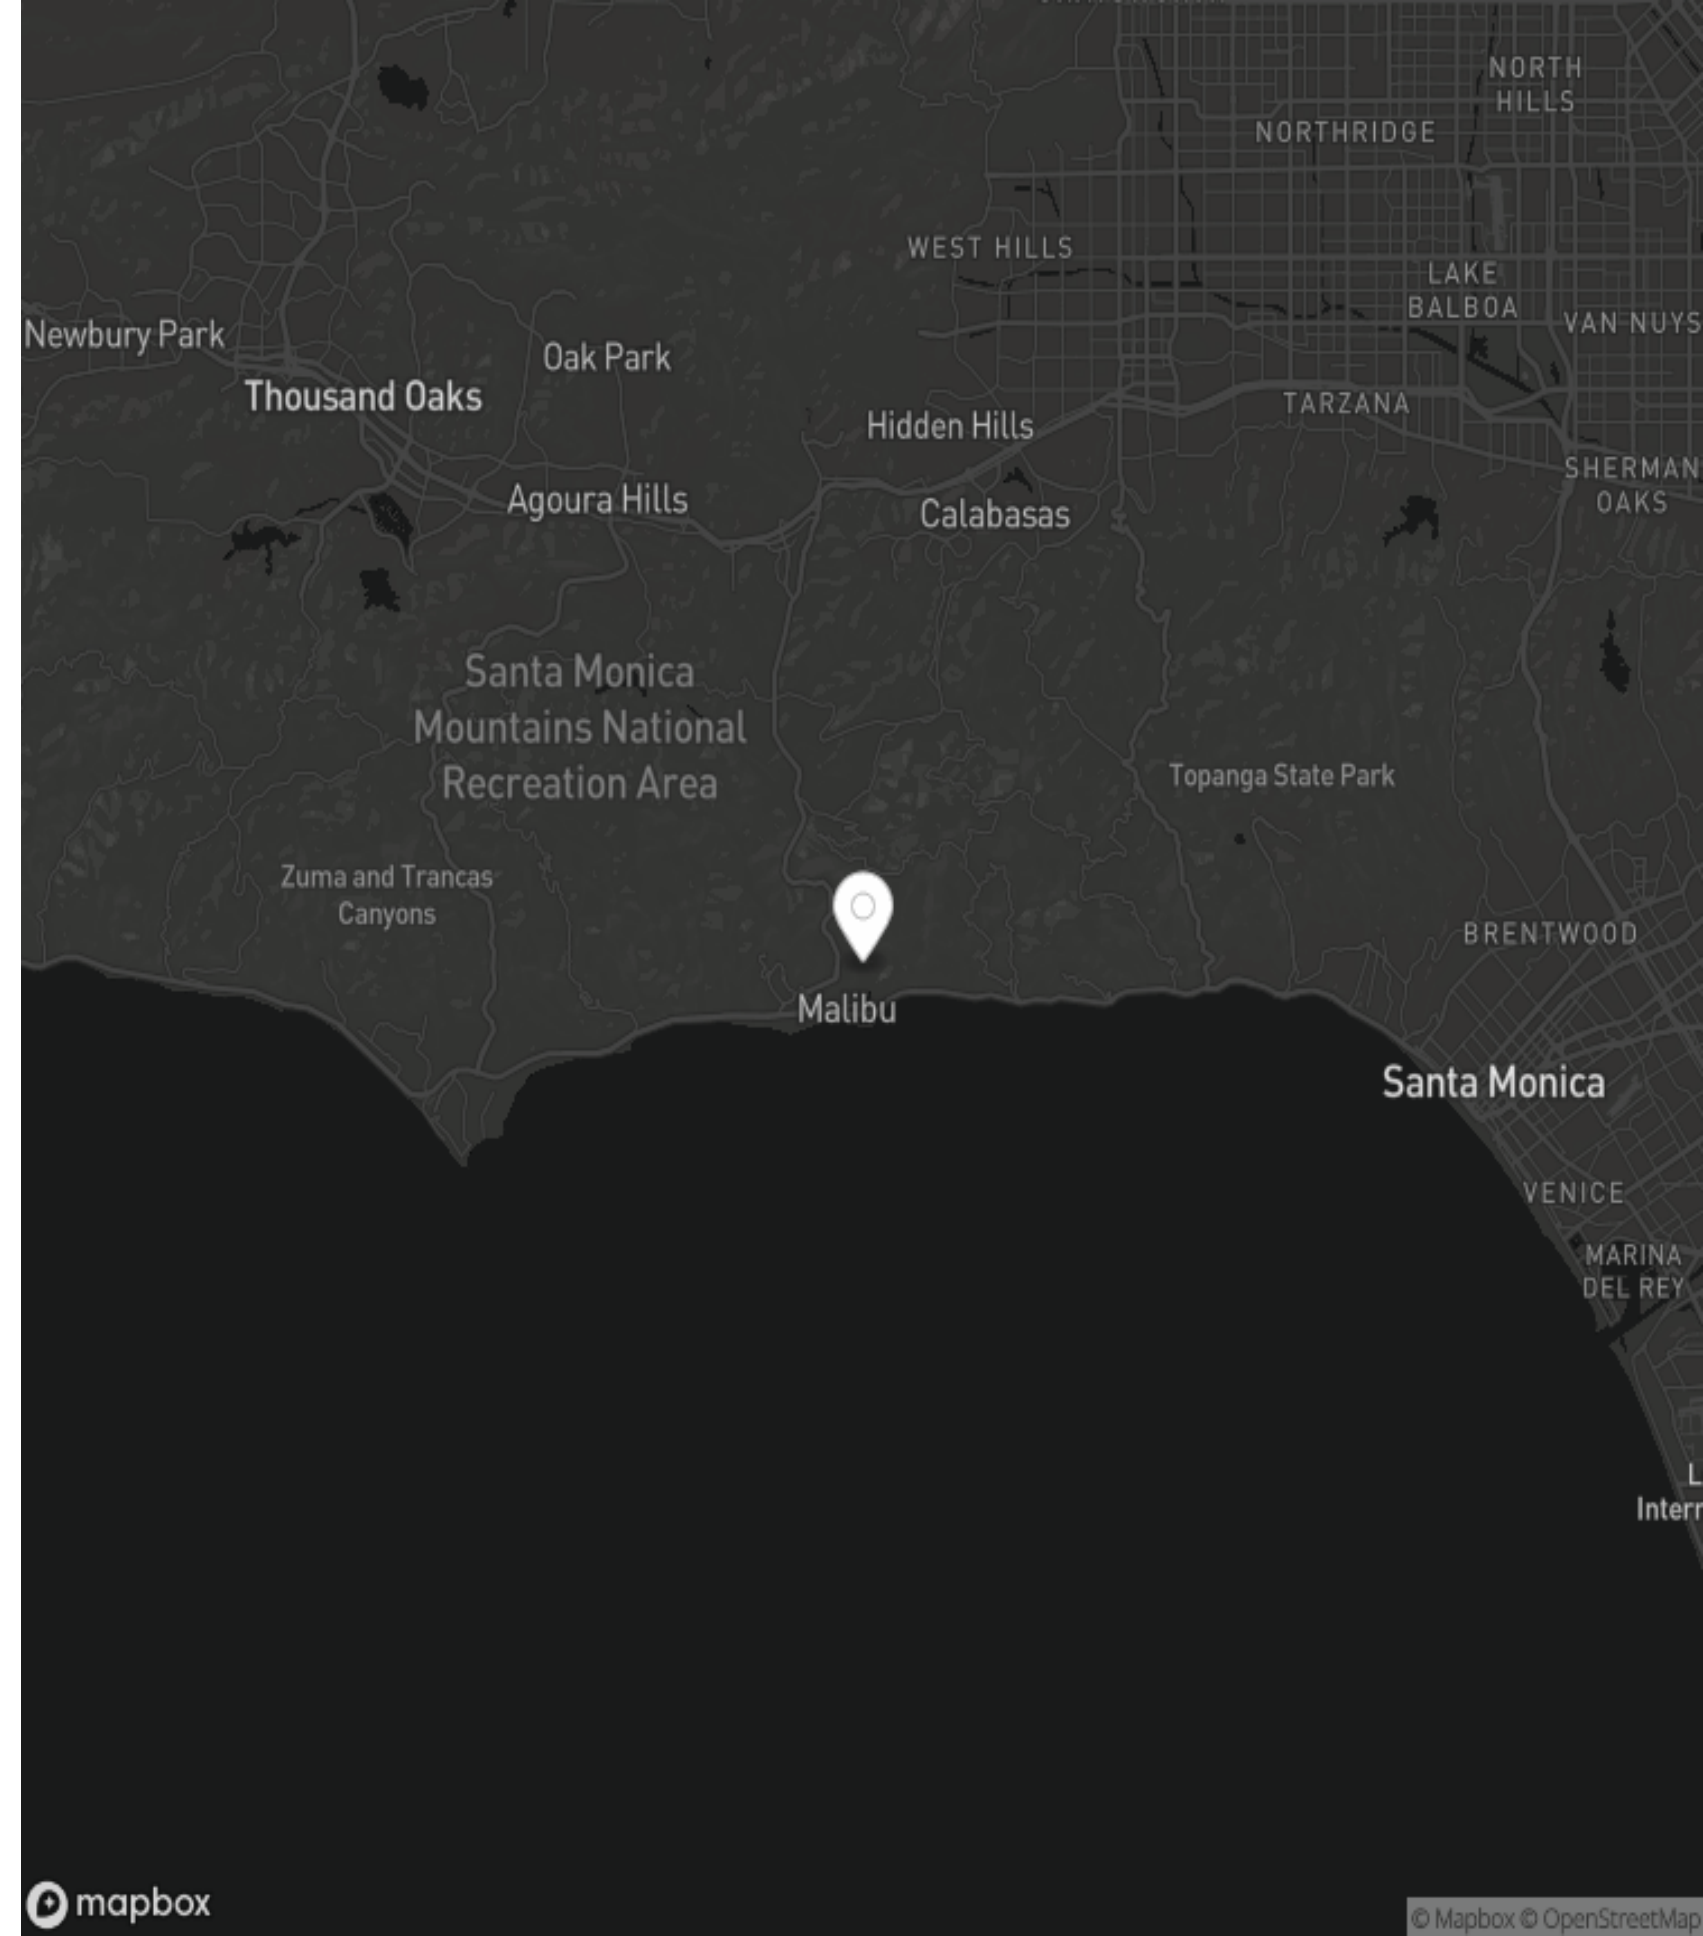 NORTH
HILLS
NORTHRIDGE
WEST HILLS
LAKE
BALBOA
VAN NUYS
Newbury Park
Oak Park
Thousand Oaks
TARZANA
Hidden Hills
SHERMAN
OAKS
Agoura Hills
Calabasas
Santa Monica
Mountains National
Recreation Area
Topanga State Park
Zuma and Trancas
Canyons
BRENTWOOD
Malibu
Santa Monica
VENICE
MARINA
DEL REY
L
Intern
mapbox
© Mapbox © OpenStreetMap